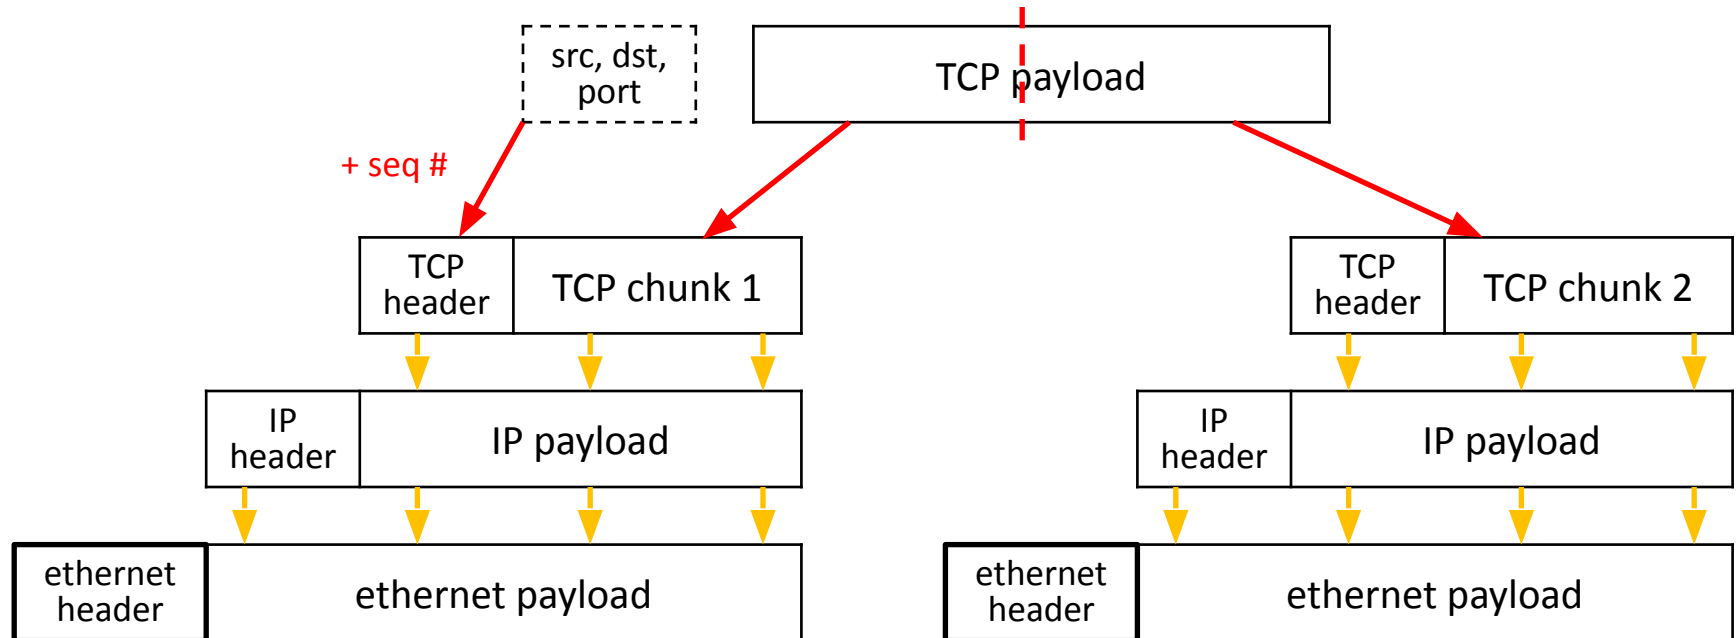 src, dst,
port
TCP payload
+ seq #
TCP
header
TCP chunk 1
TCP
header
TCP chunk 2
IP
header
IP payload
IP
header
IP payload
ethernet
header
ethernet payload
ethernet
header
ethernet payload